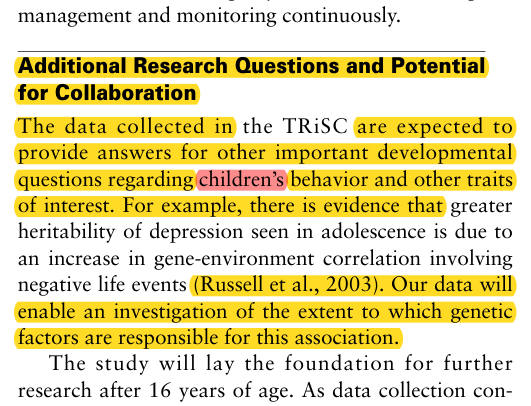 management and monitoring continuously.
Additional Research Questions and Potential
for Collaboration
The data collected in the TRiSC are expected to
provide answers for other important developmental
questions regarding children's behavior and other traits
of interest. For example, there is evidence that greater
heritability of depression seen in adolescence is due to
an increase in gene-environment correlation involving
negative life events (Russell et al., 2003). Our data will
enable an investigation of the extent to which genetic
factors are responsible for this association.
The study will lay the foundation for further
research after 16 years of age. As data collection con-